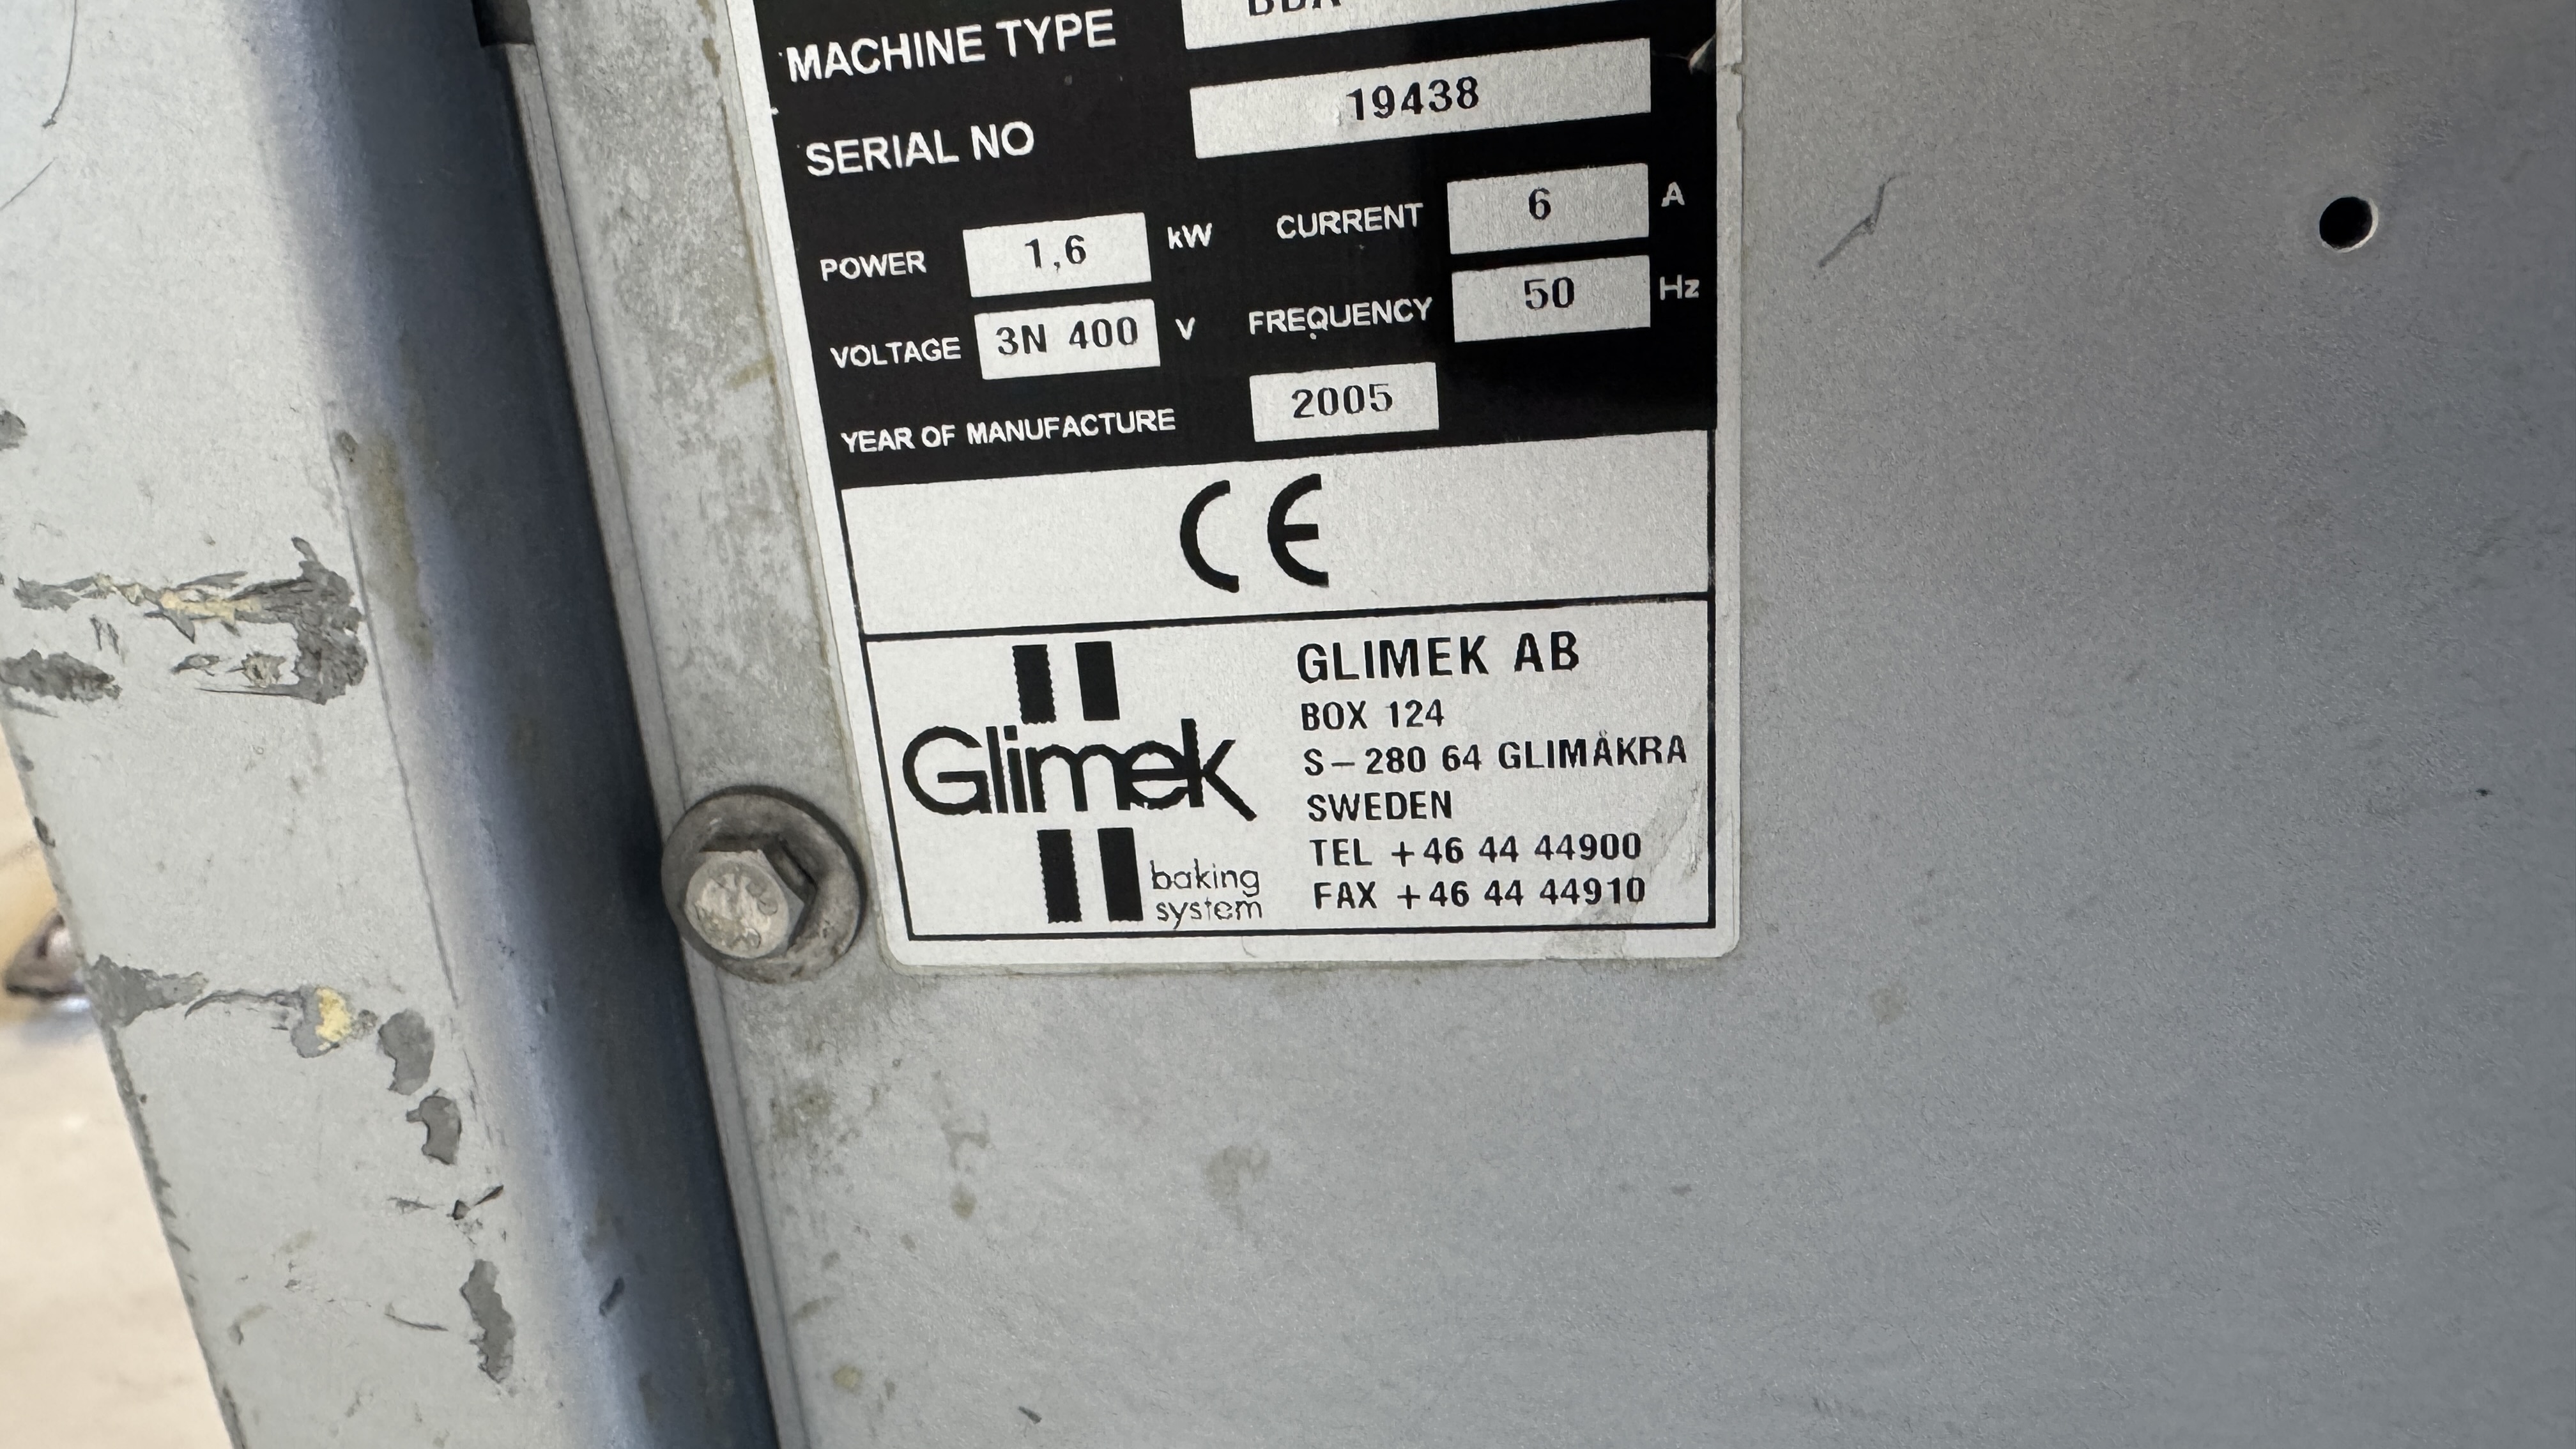 MACHINE TYPE
SERIAL NO 19438
POWER 1,6 kW CURRENT 6 A
VOLTAGE 3N 400 V FREQUENCY 50 Hz
YEAR OF MANUFACTURE 2005
CE
Glimek
baking
system
GLIMEK AB
BOX 124
S-280 64 GLIMÅKRA
SWEDEN
TEL +46 44 44900
FAX +46 44 44910